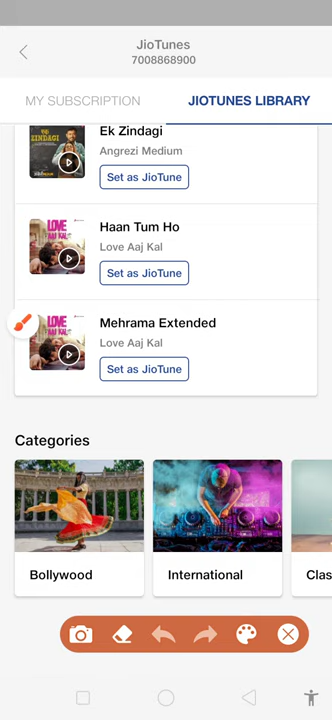 JioTunes
7008868900
MY SUBSCRIPTION
JIOTUNES LIBRARY
Ek Zindagi
Angrezi Medium
Set as JioTune
Haan Tum Ho
Love Aaj Kal
Set as JioTune
Mehrama Extended
Love Aaj Kal
Set as JioTune
Categories
Bollywood
International
Clas